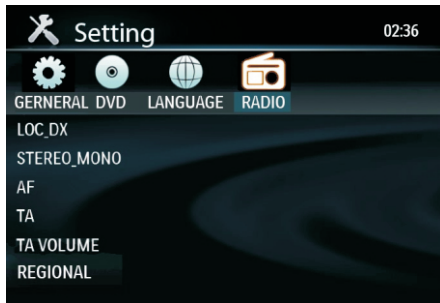 Setting 02:36
GERNERAL DVD LANGUAGE RADIO
LOC_DX
STEREO_MONO
AF
TA
TA VOLUME
REGIONAL